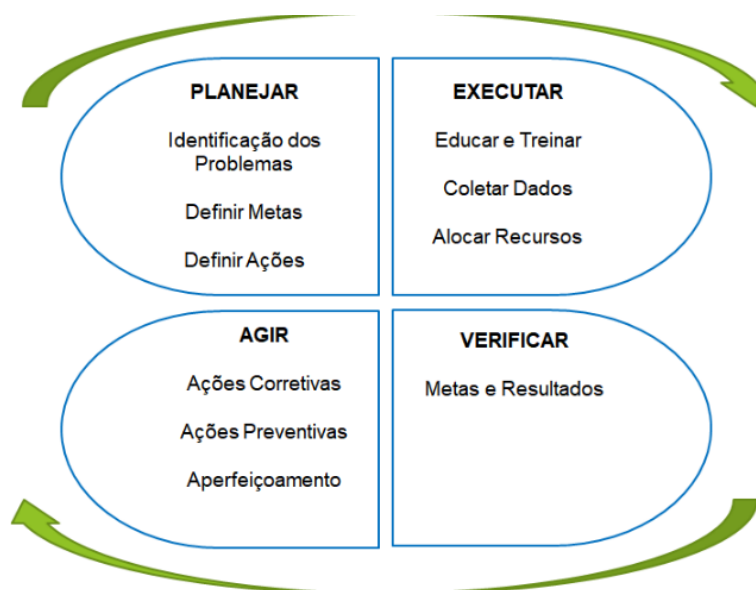 PLANEJAR
Identificação dos
Problemas
Definir Metas
Definir Ações
EXECUTAR
Educar e Treinar
Coletar Dados
Alocar Recursos
AGIR
Ações Corretivas
Ações Preventivas
Aperfeiçoamento
VERIFICAR
Metas e Resultados